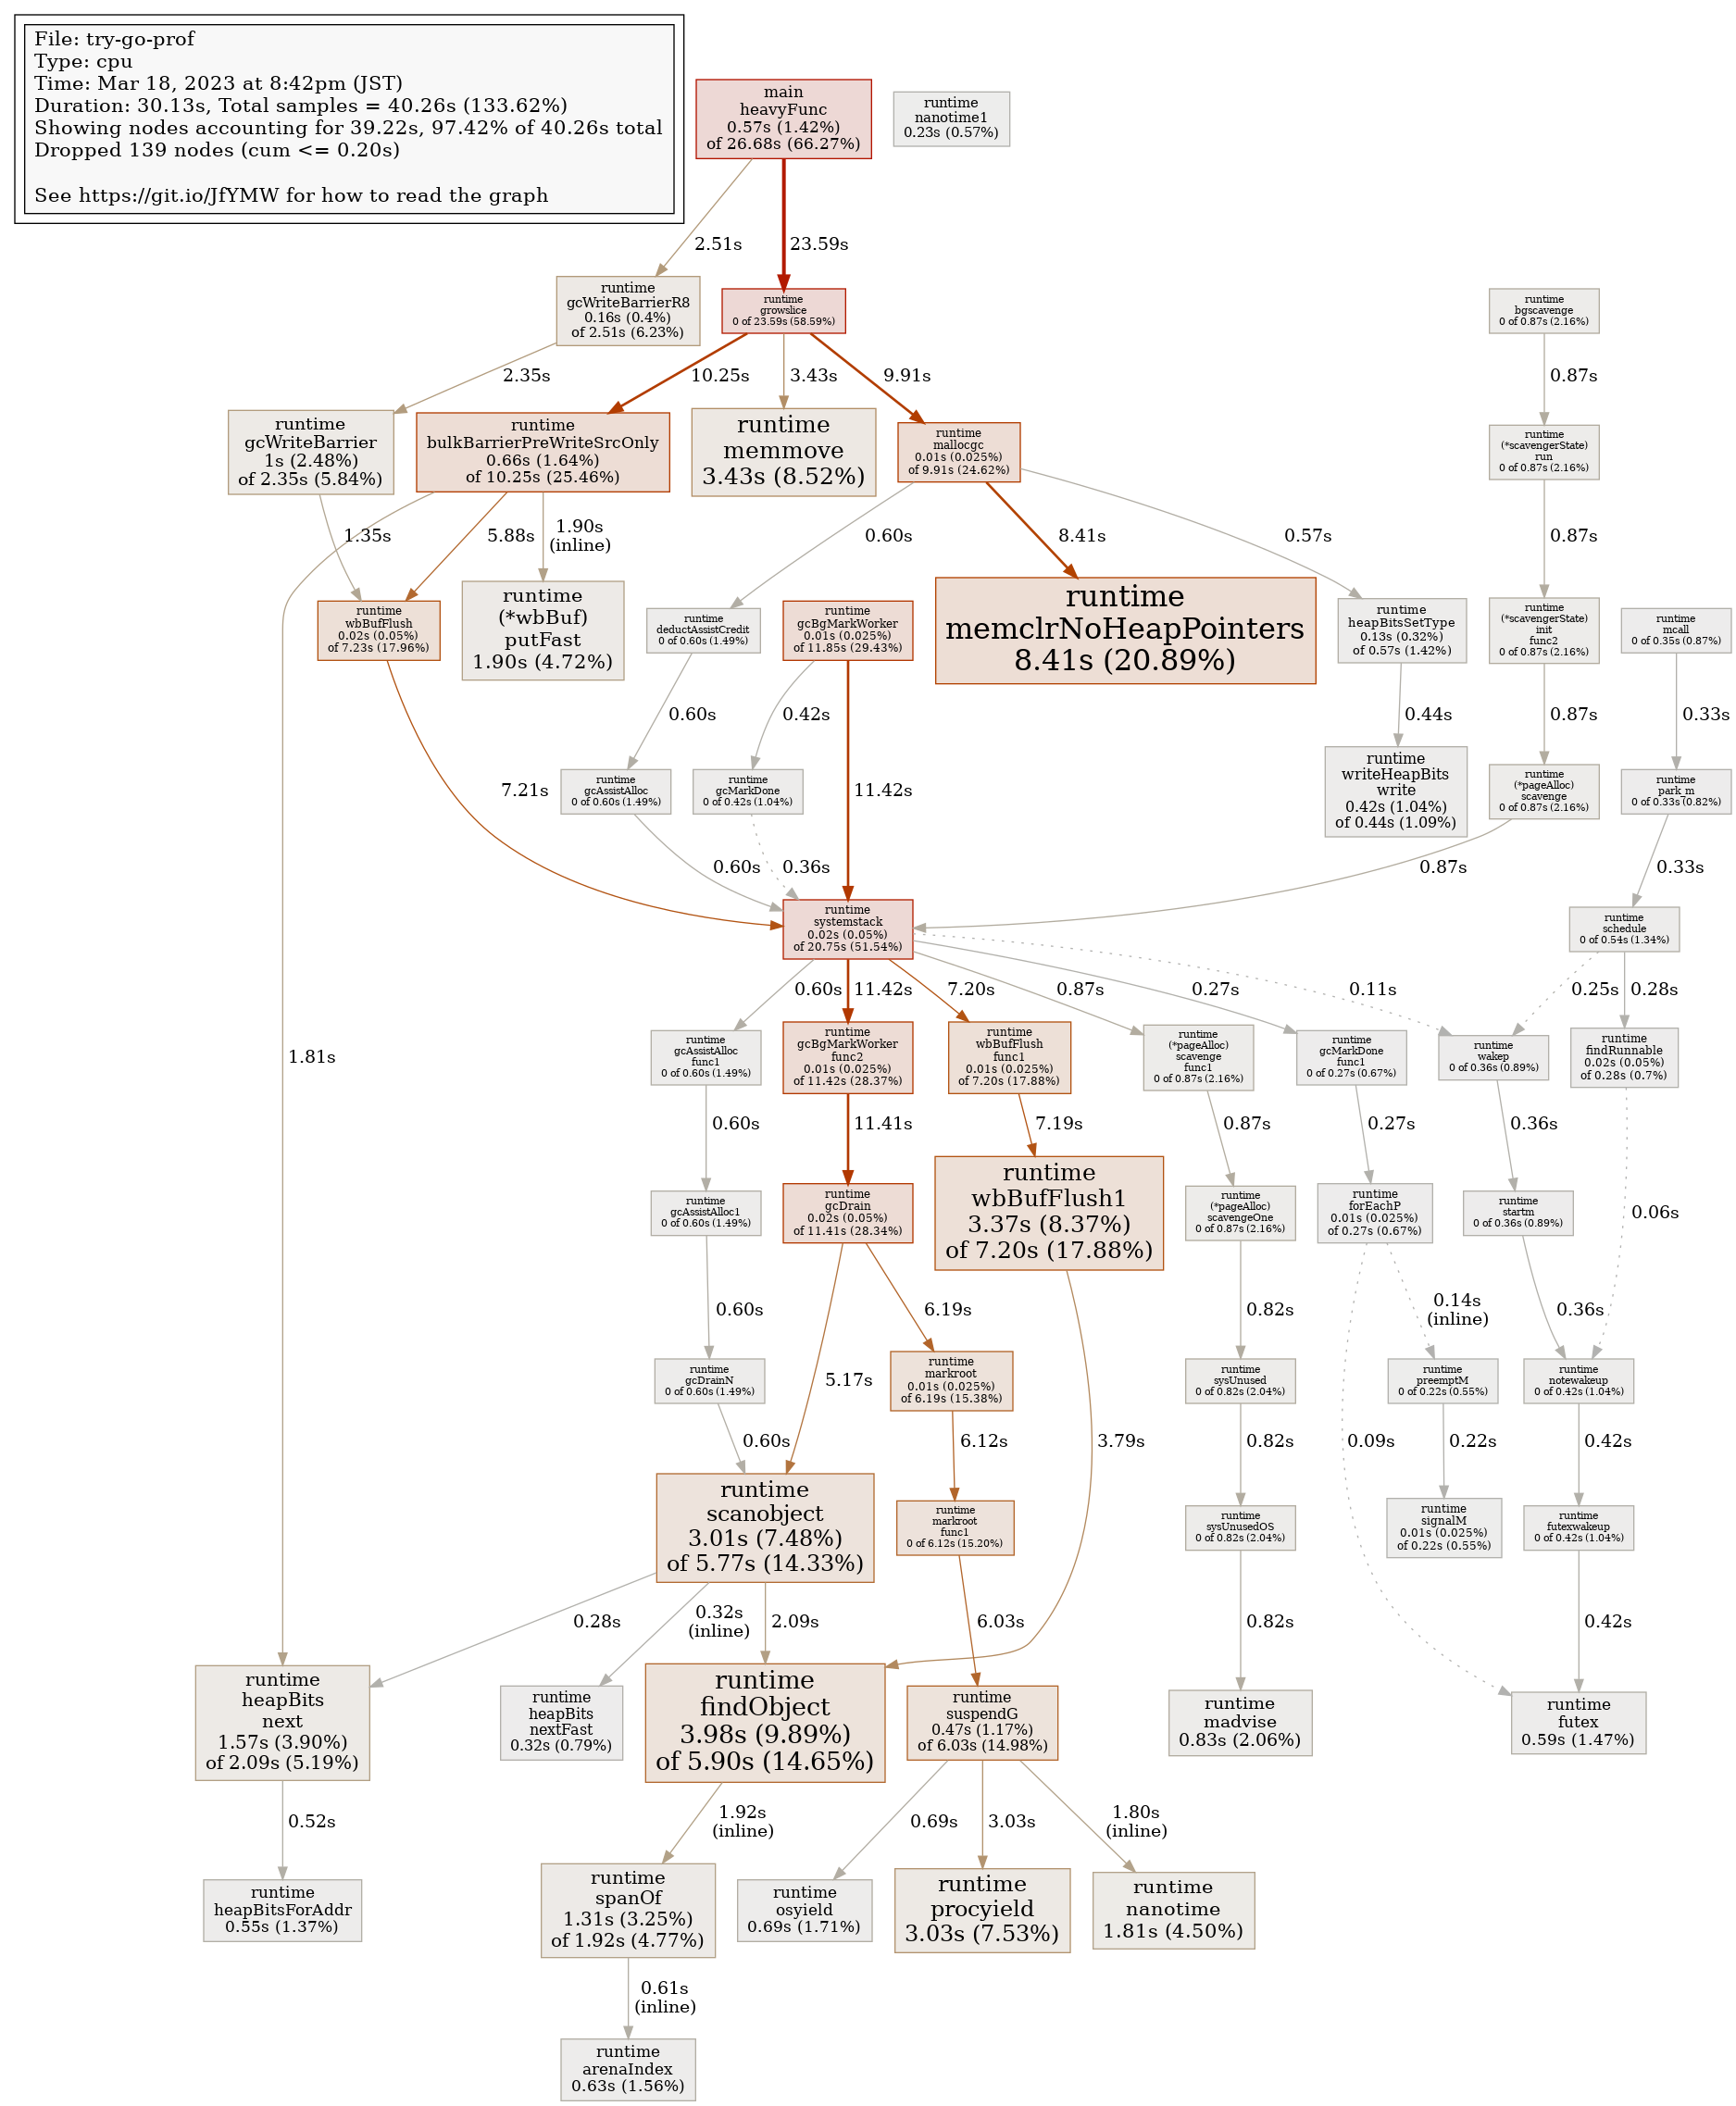 File: try-go-prof
Type: cpu
Time: Mar 18, 2023 at 8:42pm (JST)
Duration: 30.13s, Total samples = 40.26s (133.62%)
Showing nodes accounting for 39.22s, 97.42% of 40.26s total
Dropped 139 nodes (cum <= 0.20s)
See https://git.io/JfYMW for how to read the graph
main
heavyFunc
0.57s (1.42%)
of 26.68s (66.27%)
runtime
nanotime1
0.23s (0.57%)
2.51s
23.59s
runtime
gcWriteBarrierR8
0.16s (0.4%)
of 2.51s (6.23%)
runtime
growslice
0 of 23.59s (58.59%)
runtime
bgscavenge
0 of 0.87s (2.16%)
2.35s
10.25s
3.43s
9.91s
0.87s
runtime
gcWriteBarrier
1s (2.48%)
of 2.35s (5.84%)
runtime
bulkBarrierPreWriteSrcOnly
0.66s (1.64%)
of 10.25s (25.46%)
runtime
memmove
3.43s (8.52%)
runtime
mallocgc
0.01s (0.025%)
of 9.91s (24.62%)
runtime
(*scavengerState)
run
0 of 0.87s (2.16%)
1.35s
5.88s
1.90s
(inline)
0.60s
8.41s
0.57s
0.87s
runtime
wbBufFlush
0.02s (0.05%)
of 7.23s (17.96%)
runtime
(*wbBuf)
putFast
1.90s (4.72%)
runtime
deductAssistCredit
0 of 0.60s (1.49%)
runtime
gcBgMarkWorker
0.01s (0.025%)
of 11.85s (29.43%)
runtime
memclrNoHeapPointers
8.41s (20.89%)
runtime
heapBitsSetType
0.13s (0.32%)
of 0.57s (1.42%)
runtime
(*scavengerState)
init
func2
0 of 0.87s (2.16%)
runtime
mcall
0 of 0.35s (0.87%)
0.60s
0.42s
0.44s
0.87s
0.33s
7.21s
runtime
gcAssistAlloc
0 of 0.60s (1.49%)
runtime
gcMarkDone
0 of 0.42s (1.04%)
11.42s
runtime
writeHeapBits
write
0.42s (1.04%)
of 0.44s (1.09%)
runtime
(*pageAlloc)
scavenge
0 of 0.87s (2.16%)
runtime
park_m
0 of 0.33s (0.82%)
0.60s
0.36s
0.87s
0.33s
runtime
systemstack
0.02s (0.05%)
of 20.75s (51.54%)
runtime
schedule
0 of 0.54s (1.34%)
0.60s
11.42s
7.20s
0.87s
0.27s
0.11s
0.25s
0.28s
1.81s
runtime
gcAssistAlloc
func1
0 of 0.60s (1.49%)
runtime
gcBgMarkWorker
func2
0.01s (0.025%)
of 11.42s (28.37%)
runtime
wbBufFlush
func1
0.01s (0.025%)
of 7.20s (17.88%)
runtime
(*pageAlloc)
scavenge
func1
0 of 0.87s (2.16%)
runtime
gcMarkDone
func1
0 of 0.27s (0.67%)
runtime
wakep
0 of 0.36s (0.89%)
runtime
findRunnable
0.02s (0.05%)
of 0.28s (0.7%)
0.60s
11.41s
7.19s
0.87s
0.27s
0.36s
runtime
gcAssistAlloc1
0 of 0.60s (1.49%)
runtime
gcDrain
0.02s (0.05%)
of 11.41s (28.34%)
runtime
wbBufFlush1
3.37s (8.37%)
of 7.20s (17.88%)
runtime
(*pageAlloc)
scavengeOne
0 of 0.87s (2.16%)
runtime
forEachP
0.01s (0.025%)
of 0.27s (0.67%)
runtime
startm
0 of 0.36s (0.89%)
0.06s
0.60s
6.19s
0.82s
0.14s
(inline)
0.36s
runtime
gcDrainN
0 of 0.60s (1.49%)
5.17s
runtime
markroot
0.01s (0.025%)
of 6.19s (15.38%)
runtime
sysUnused
0 of 0.82s (2.04%)
runtime
preemptM
0 of 0.22s (0.55%)
runtime
notewakeup
0 of 0.42s (1.04%)
0.60s
6.12s
3.79s
0.82s
0.09s
0.22s
0.42s
runtime
scanobject
3.01s (7.48%)
of 5.77s (14.33%)
runtime
markroot
func1
0 of 6.12s (15.20%)
runtime
sysUnusedOS
0 of 0.82s (2.04%)
runtime
signalM
0.01s (0.025%)
of 0.22s (0.55%)
runtime
futexwakeup
0 of 0.42s (1.04%)
0.28s
0.32s
(inline)
2.09s
6.03s
0.82s
0.42s
runtime
heapBits
next
1.57s (3.90%)
of 2.09s (5.19%)
runtime
heapBits
nextFast
0.32s (0.79%)
runtime
findObject
3.98s (9.89%)
of 5.90s (14.65%)
runtime
suspendG
0.47s (1.17%)
of 6.03s (14.98%)
runtime
madvise
0.83s (2.06%)
runtime
futex
0.59s (1.47%)
0.52s
1.92s
(inline)
0.69s
3.03s
1.80s
(inline)
runtime
heapBitsForAddr
0.55s (1.37%)
runtime
spanOf
1.31s (3.25%)
of 1.92s (4.77%)
runtime
osyield
0.69s (1.71%)
runtime
procyield
3.03s (7.53%)
runtime
nanotime
1.81s (4.50%)
0.61s
(inline)
runtime
arenaIndex
0.63s (1.56%)